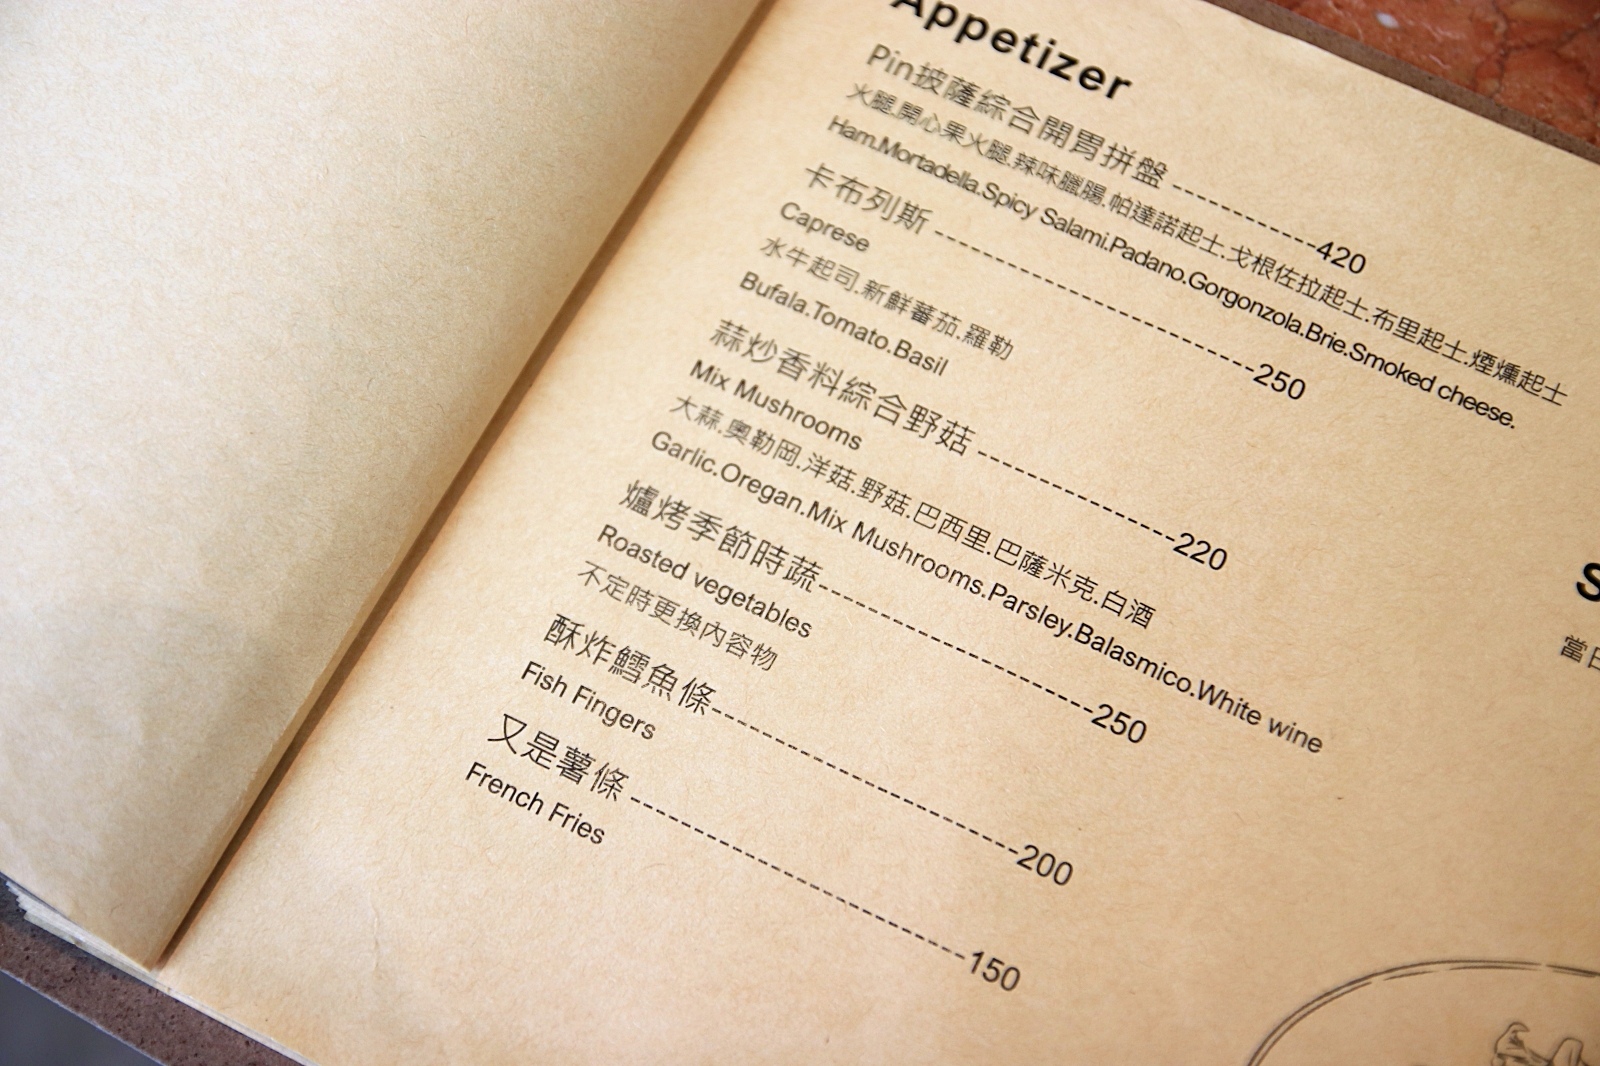 Appetizer
Pin披薩綜合開胃拼盤 ----------------420
火腿.開心果火腿.辣味臘腸.帕達諾起士.戈根佐拉起士.布里起士.煙燻起士
Ham.Mortadella.Spicy Salami.Padano.Gorgonzola.Brie.Smoked cheese.
卡布列斯 ------------------------------------250
Caprese
水牛起司.新鮮蕃茄.羅勒
Bufala.Tomato.Basil
蒜炒香料綜合野菇 ----------------------220
Mix Mushrooms
大蒜.奧勒岡.洋菇.野菇.巴西里.巴薩米克.白酒
Garlic.Oregan.Mix Mushrooms.Parsley.Balasmico.White wine
爐烤季節時蔬------------------------------250
Roasted vegetables
不定時更換內容物
酥炸鱈魚條----------------------------------200
Fish Fingers
又是薯條 -------------------------------------150
French Fries
S
當日